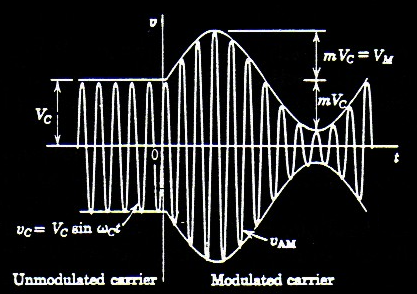 v
mV_C = V_M
V_C
mV_C
0
t
v_C = V_C sin ω_C t
v_AM
Unmodulated carrier
Modulated carrier